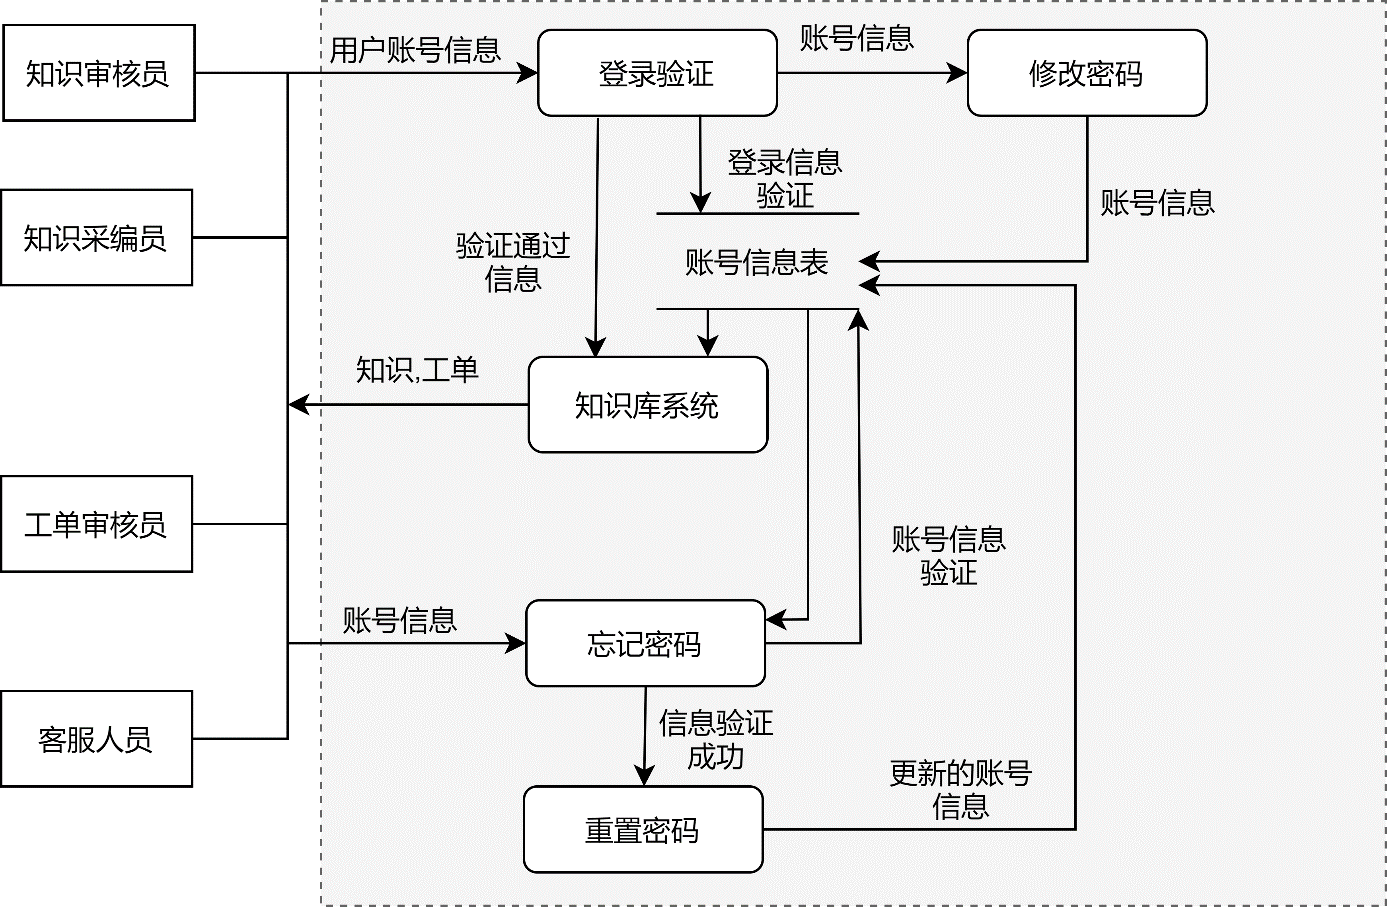 知识审核员
用户账号信息
登录验证
账号信息
修改密码
登录信息
验证
账号信息
知识采编员
验证通过
信息
账号信息表
知识,工单
知识库系统
工单审核员
账号信息
验证
账号信息
忘记密码
信息验证
成功
客服人员
更新的账号
信息
重置密码